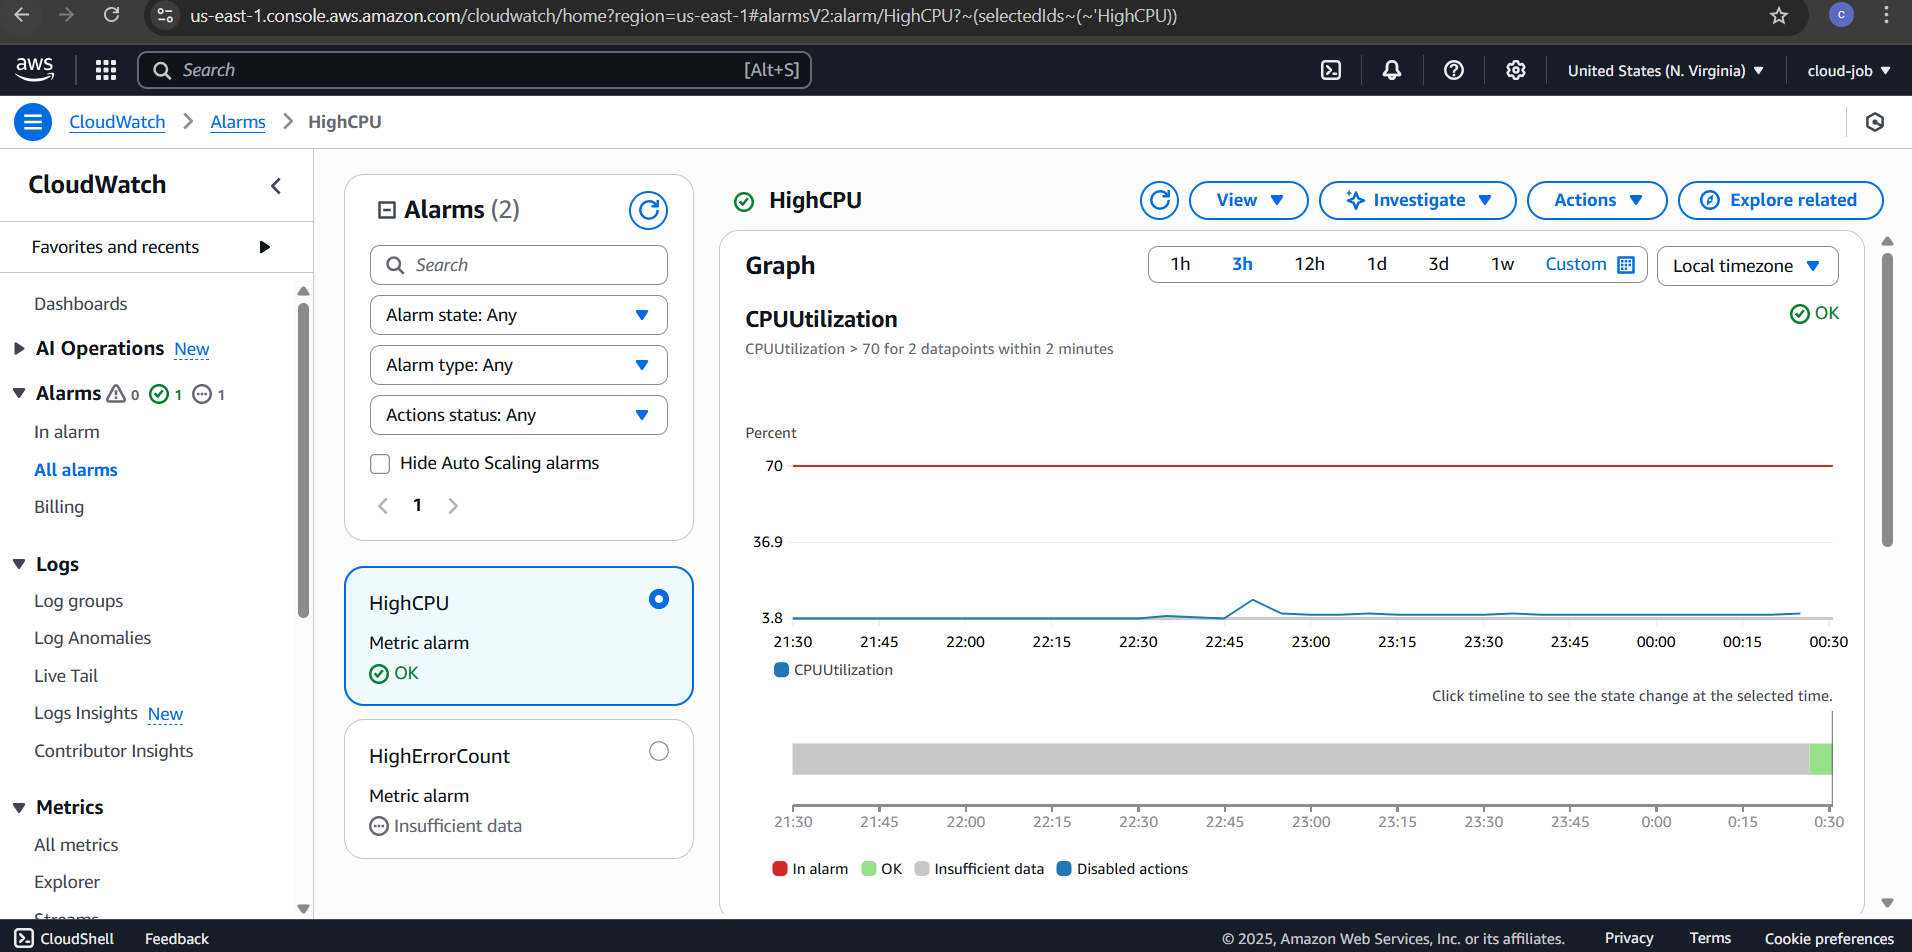 us-east-1.console.aws.amazon.com/cloudwatch/home?region=us-east-1#alarmsV2:alarm/HighCPU?~(selectedIds~(~'HighCPU))
C
aws
Search [Alt+S]
United States (N. Virginia)
cloud-job
CloudWatch > Alarms > HighCPU
CloudWatch
Favorites and recents
Dashboards
AI Operations New
Alarms 0 1 1
In alarm
All alarms
Billing
Logs
Log groups
Log Anomalies
Live Tail
Logs Insights New
Contributor Insights
Metrics
All metrics
Explorer
Streams
Alarms (2)
Search
Alarm state: Any
Alarm type: Any
Actions status: Any
Hide Auto Scaling alarms
1
HighCPU
Metric alarm
OK
HighErrorCount
Metric alarm
Insufficient data
HighCPU
View
Investigate
Actions
Explore related
Graph
1h 3h 12h 1d 3d 1w Custom
Local timezone
CPUUtilization
OK
CPUUtilization > 70 for 2 datapoints within 2 minutes
Percent
70
36.9
3.8
21:30 21:45 22:00 22:15 22:30 22:45 23:00 23:15 23:30 23:45 00:00 00:15 00:30
CPUUtilization
Click timeline to see the state change at the selected time.
21:30 21:45 22:00 22:15 22:30 22:45 23:00 23:15 23:30 23:45 0:00 0:15 0:30
In alarm OK Insufficient data Disabled actions
CloudShell Feedback
© 2025, Amazon Web Services, Inc. or its affiliates. Privacy Terms Cookie preferences